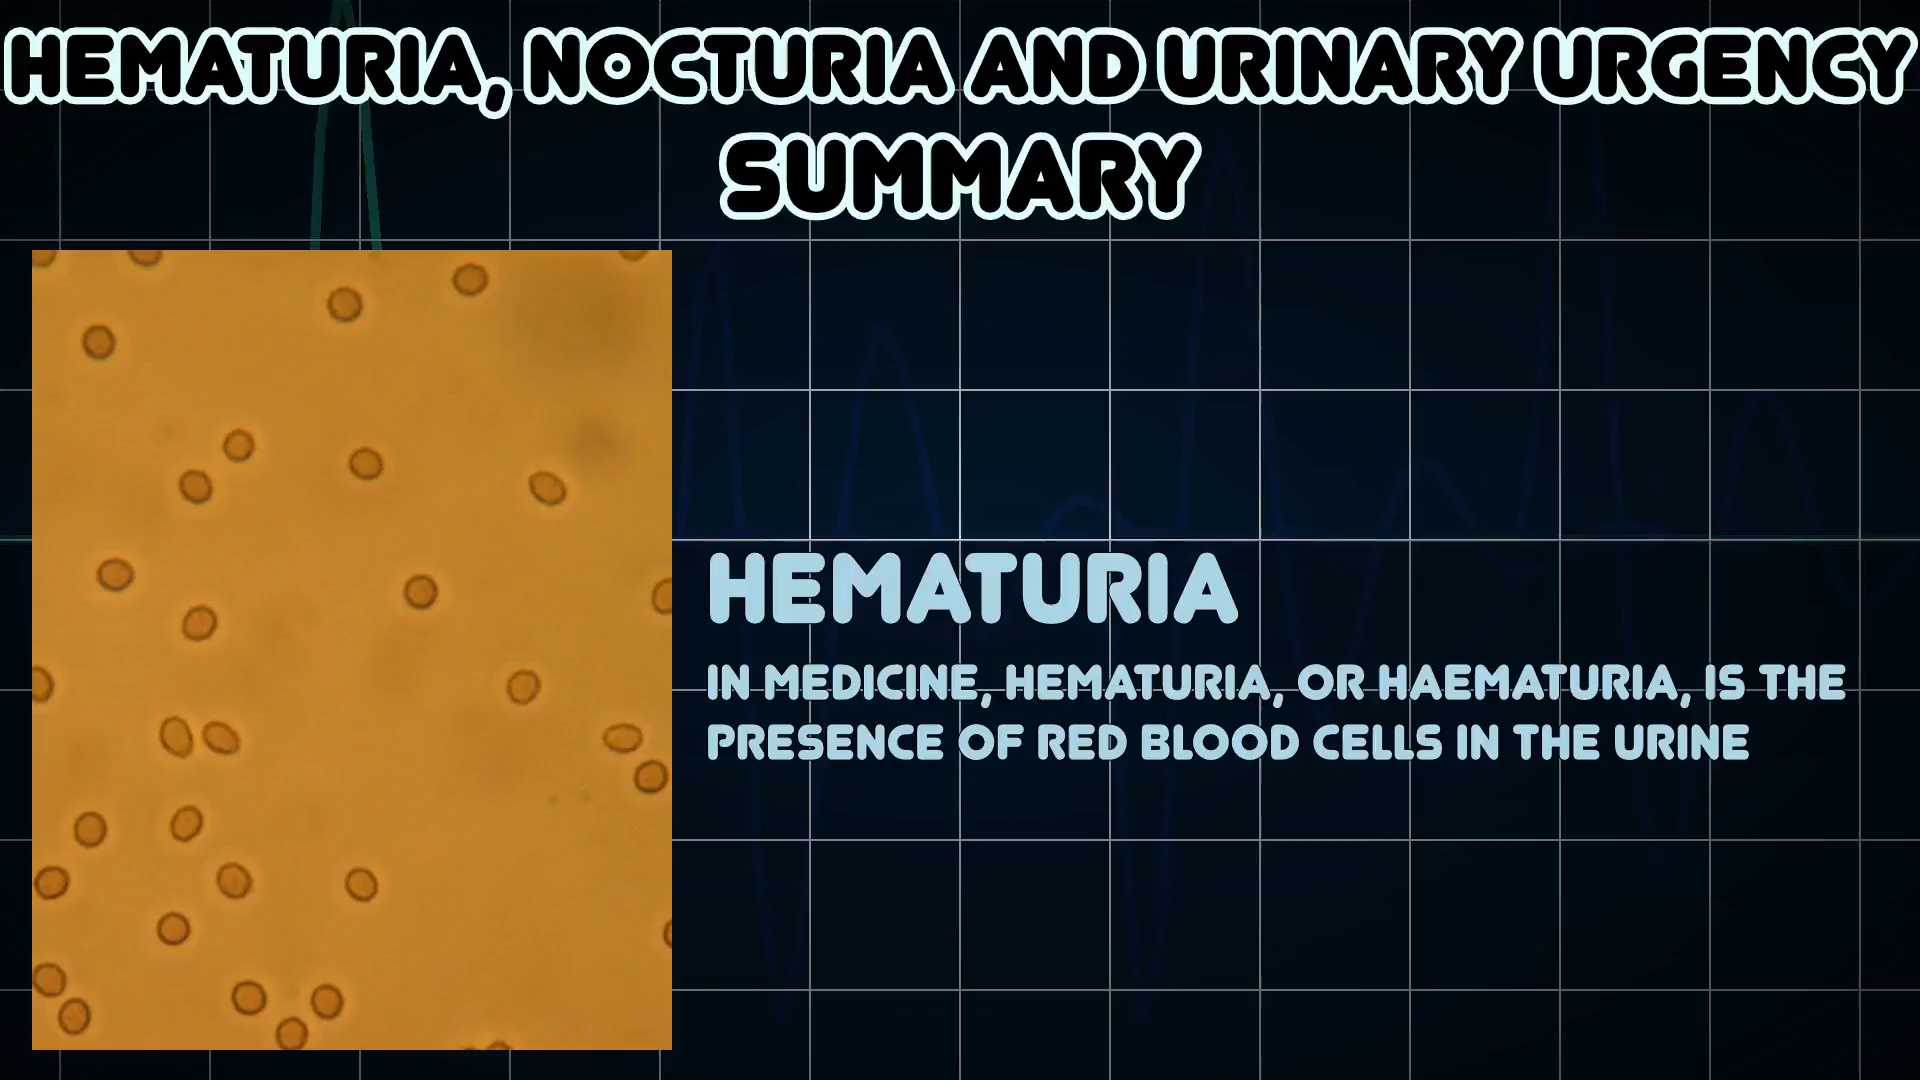 HEMATURIA, NOCTURIA AND URINARY URGENCY
SUMMARY
HEMATURIA
IN MEDICINE, HEMATURIA, OR HAEMATURIA, IS THE
PRESENCE OF RED BLOOD CELLS IN THE URINE